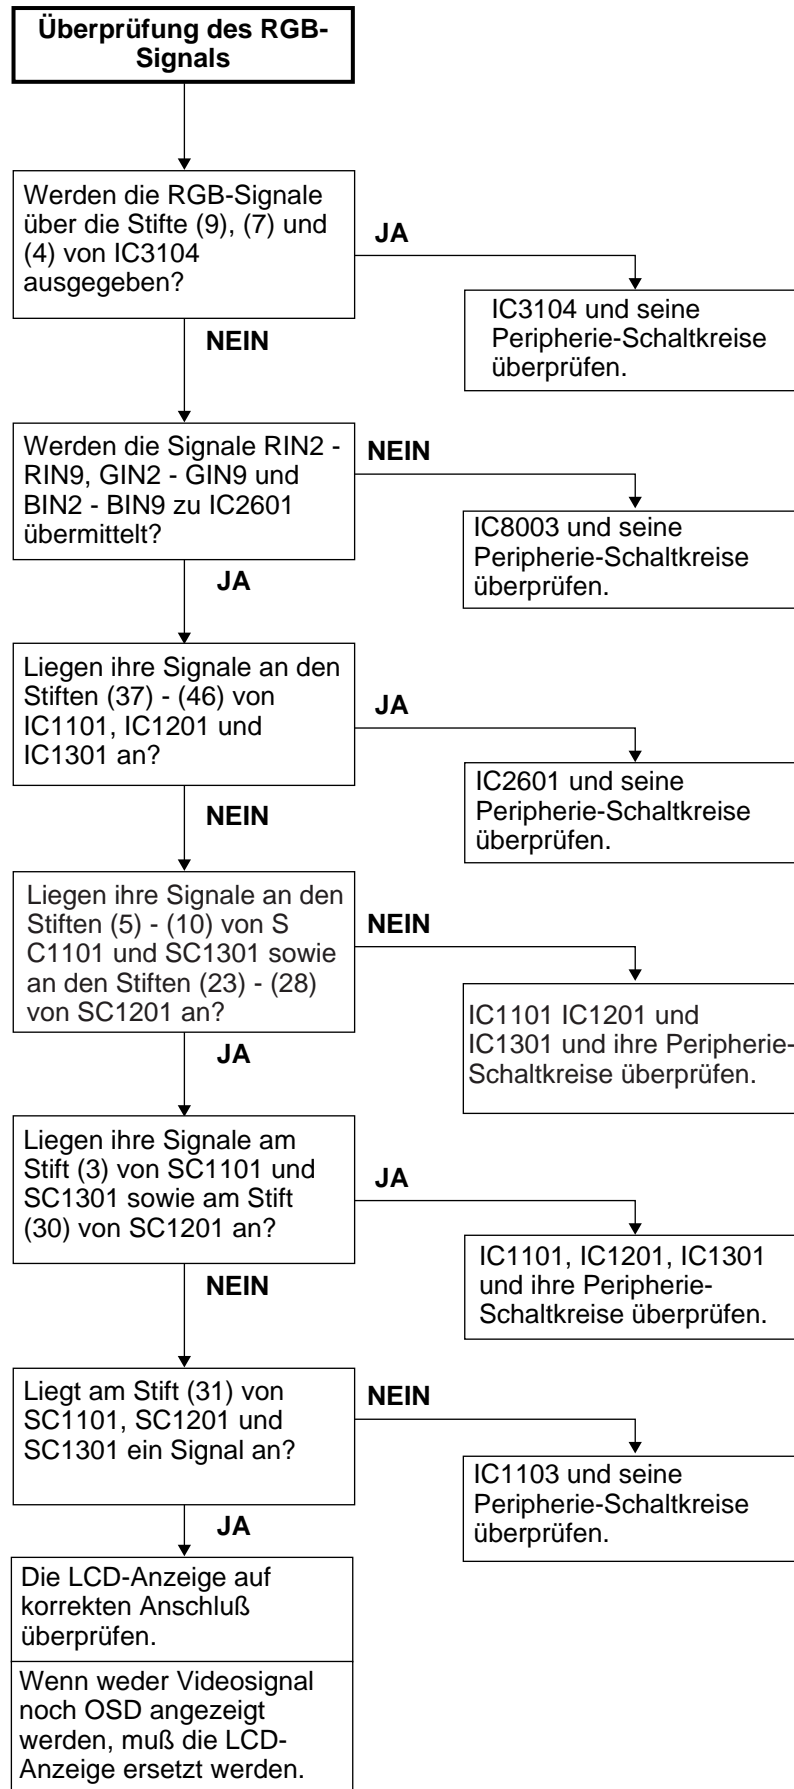 Überprüfung des RGB-
Signals
Werden die RGB-Signale
über die Stifte (9), (7) und
(4) von IC3104
ausgegeben?
JA
IC3104 und seine
Peripherie-Schaltkreise
überprüfen.
NEIN
Werden die Signale RIN2 -
RIN9, GIN2 - GIN9 und
BIN2 - BIN9 zu IC2601
übermittelt?
NEIN
IC8003 und seine
Peripherie-Schaltkreise
überprüfen.
JA
Liegen ihre Signale an den
Stiften (37) - (46) von
IC1101, IC1201 und
IC1301 an?
JA
IC2601 und seine
Peripherie-Schaltkreise
überprüfen.
NEIN
Liegen ihre Signale an den
Stiften (5) - (10) von S
C1101 und SC1301 sowie
an den Stiften (23) - (28)
von SC1201 an?
NEIN
IC1101 IC1201 und
IC1301 und ihre Peripherie-
Schaltkreise überprüfen.
JA
Liegen ihre Signale am
Stift (3) von SC1101 und
SC1301 sowie am Stift
(30) von SC1201 an?
JA
IC1101, IC1201, IC1301
und ihre Peripherie-
Schaltkreise überprüfen.
NEIN
Liegt am Stift (31) von
SC1101, SC1201 und
SC1301 ein Signal an?
NEIN
IC1103 und seine
Peripherie-Schaltkreise
überprüfen.
JA
Die LCD-Anzeige auf
korrekten Anschluß
überprüfen.
Wenn weder Videosignal
noch OSD angezeigt
werden, muß die LCD-
Anzeige ersetzt werden.